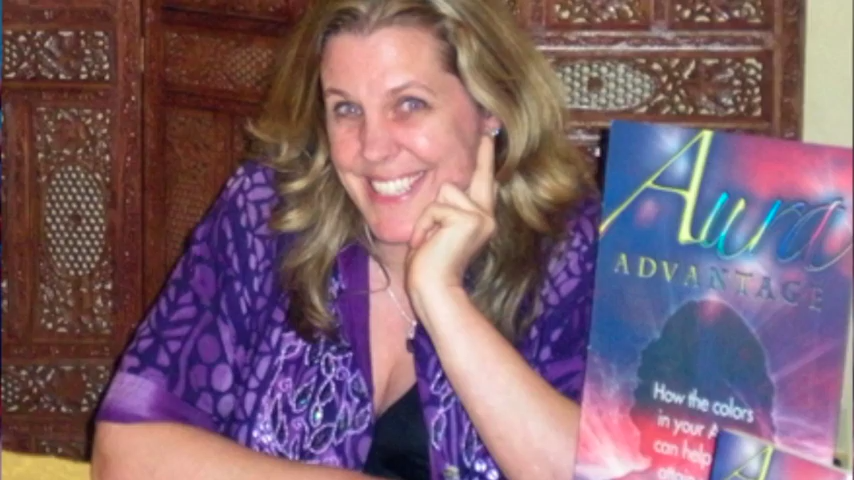 Aura
ADVANTAGE
How the colors
in your
can help
A